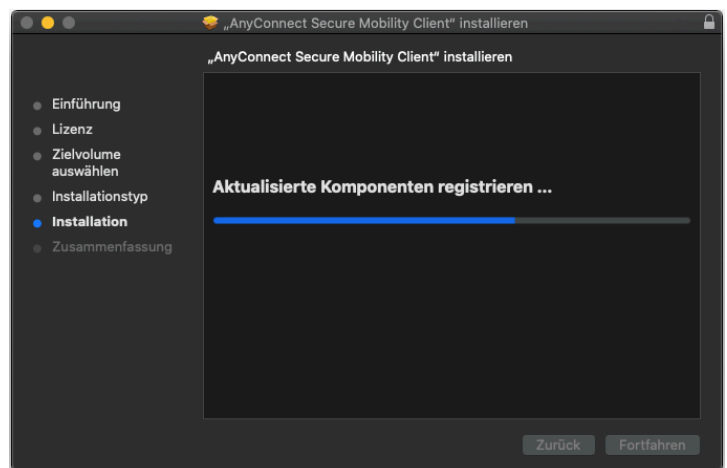 „AnyConnect Secure Mobility Client“ installieren
„AnyConnect Secure Mobility Client“ installieren
Einführung
Lizenz
Zielvolume
auswählen
Installationstyp
Installation
Zusammenfassung
Aktualisierte Komponenten registrieren ...
Zurück
Fortfahren